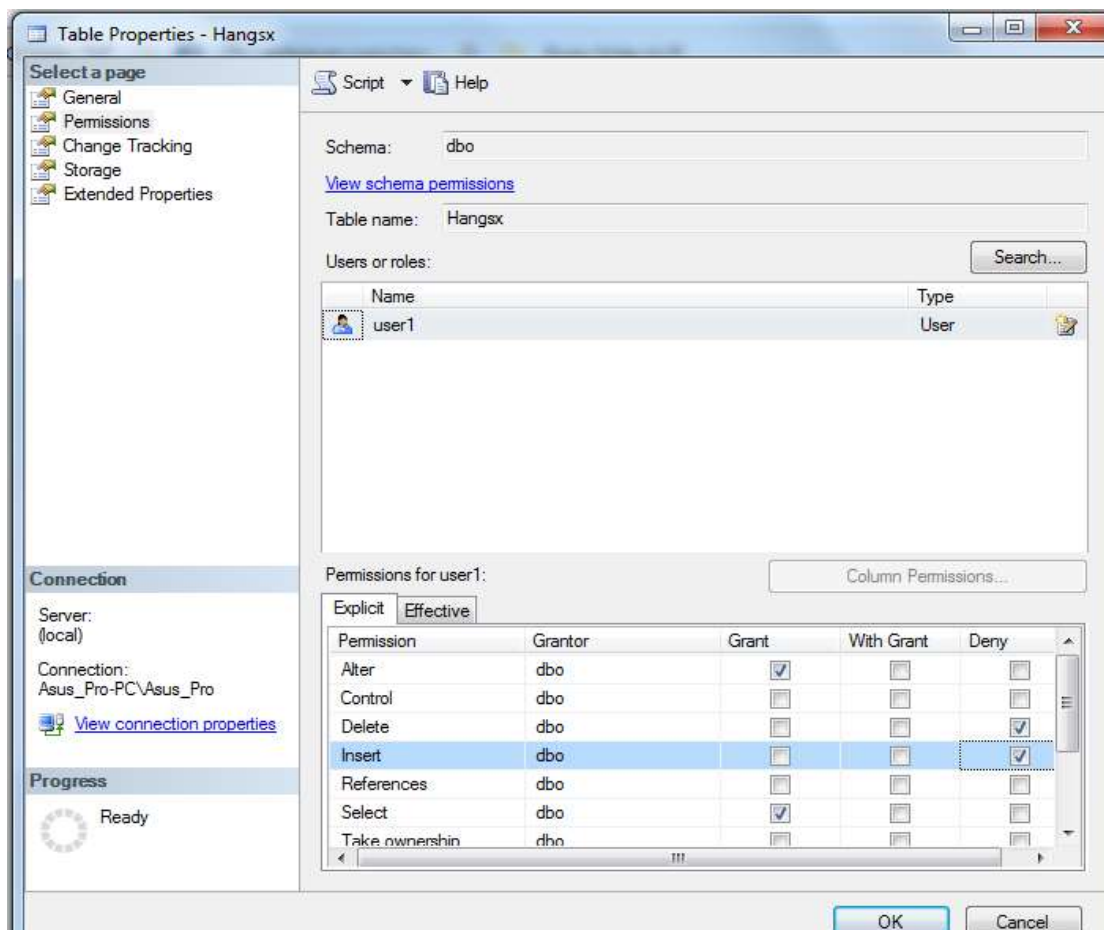 Table Properties - Hangsx
Select a page
General
Permissions
Change Tracking
Storage
Extended Properties
Script Help
Schema: dbo
View schema permissions
Table name: Hangsx
Users or roles: Search...
Name Type
user1 User
Connection
Server:
(local)
Connection:
Asus_Pro-PC\Asus_Pro
View connection properties
Progress
Ready
Permissions for user1: Column Permissions...
Explicit Effective
Permission Grantor Grant With Grant Deny
Alter dbo
Control dbo
Delete dbo
Insert dbo
References dbo
Select dbo
Take ownership dbo
OK Cancel